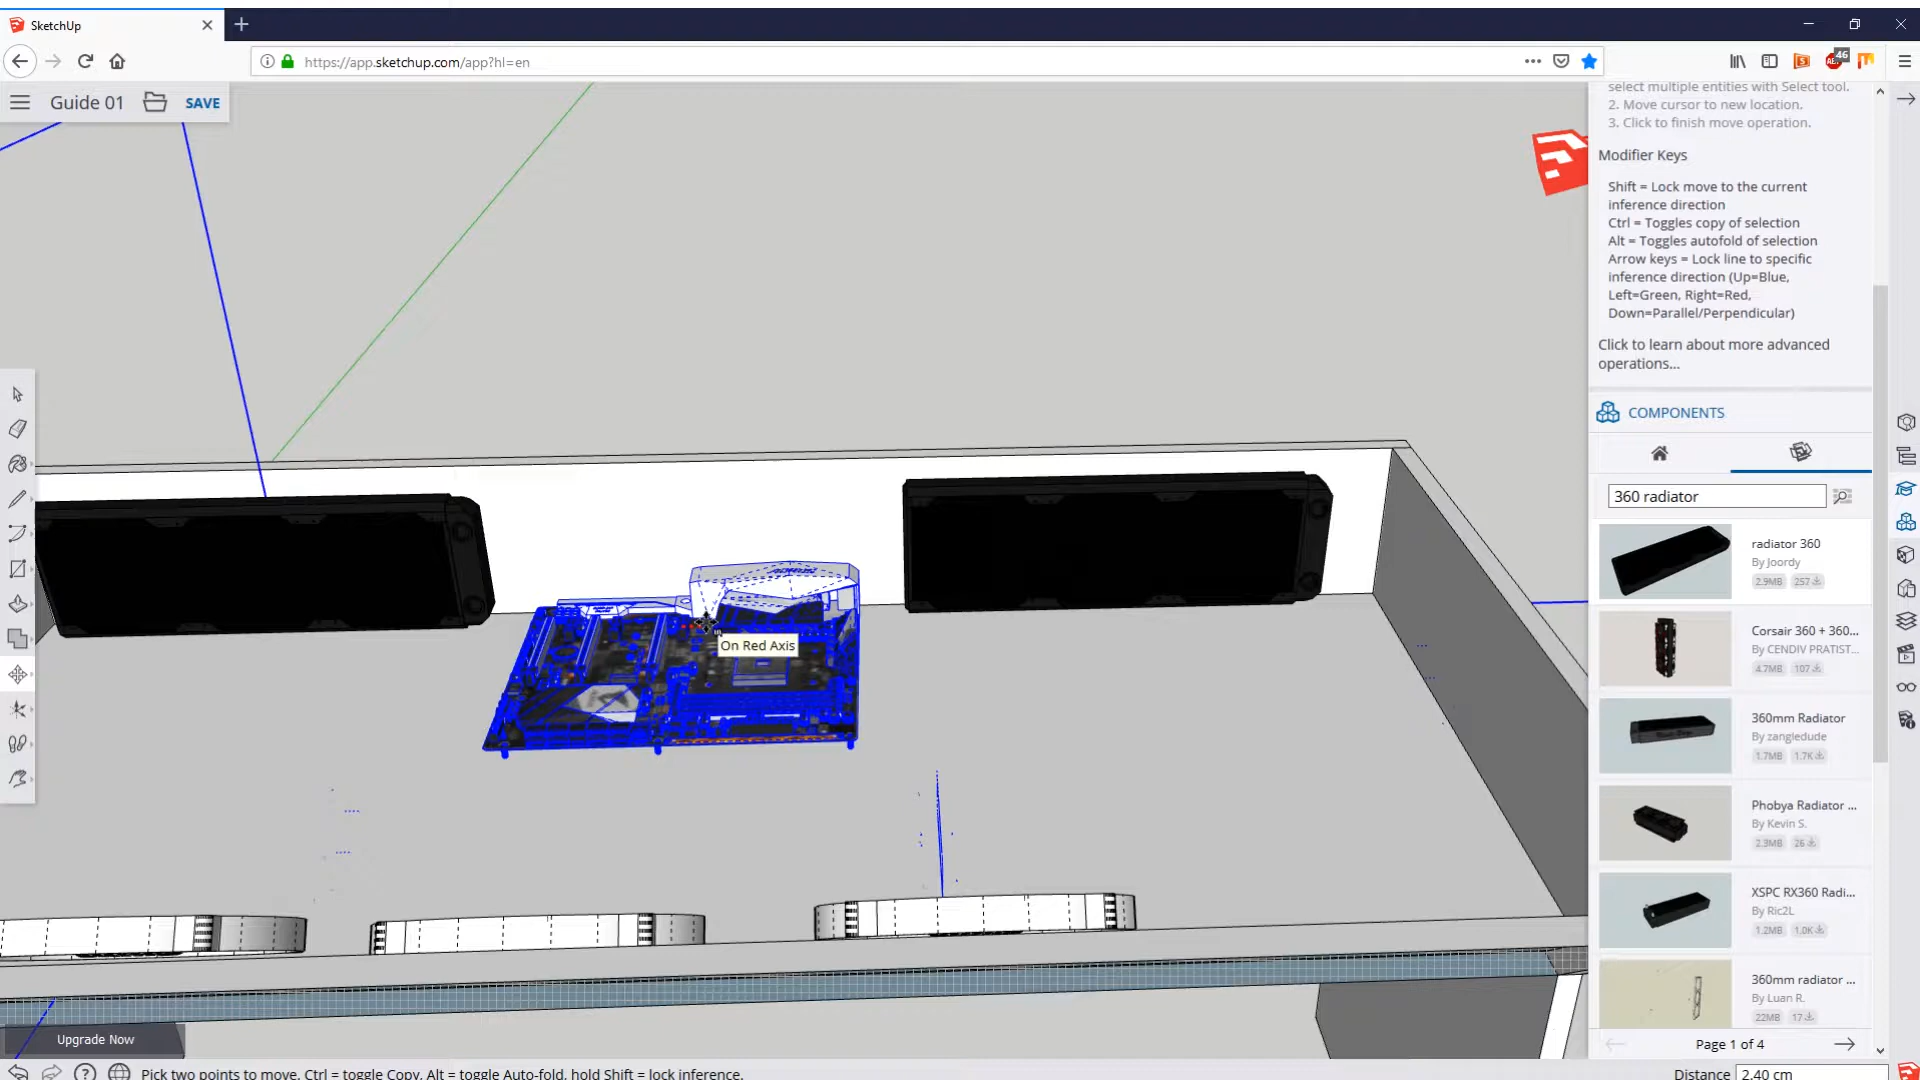 SketchUp
https://app.sketchup.com/app?hl=en
46
Guide 01
SAVE
select multiple entities with Select tool.
2. Move cursor to new location.
3. Click to finish move operation.
Modifier Keys
Shift = Lock move to the current
inference direction
Ctrl = Toggles copy of selection
Alt = Toggles autofold of selection
Arrow keys = Lock line to specific
inference direction (Up=Blue,
Left=Green, Right=Red,
Down=Parallel/Perpendicular)
Click to learn about more advanced
operations...
COMPONENTS
360 radiator
radiator 360
By Joordy
2.9MB 257
Corsair 360 + 360...
By CENDIV PRATIST...
4.7MB 107
360mm Radiator
By zangledude
1.7MB 1.7K
Phobya Radiator ...
By Kevin S.
2.3MB 26
XSPC RX360 Radi...
By Ric2L
1.2MB 1.0K
360mm radiator ...
By Luan R.
22MB 17
Page 1 of 4
On Red Axis
Upgrade Now
Pick two points to move. Ctrl = toggle Copy, Alt = toggle Auto-fold, hold Shift = lock inference.
Distance 2.40 cm